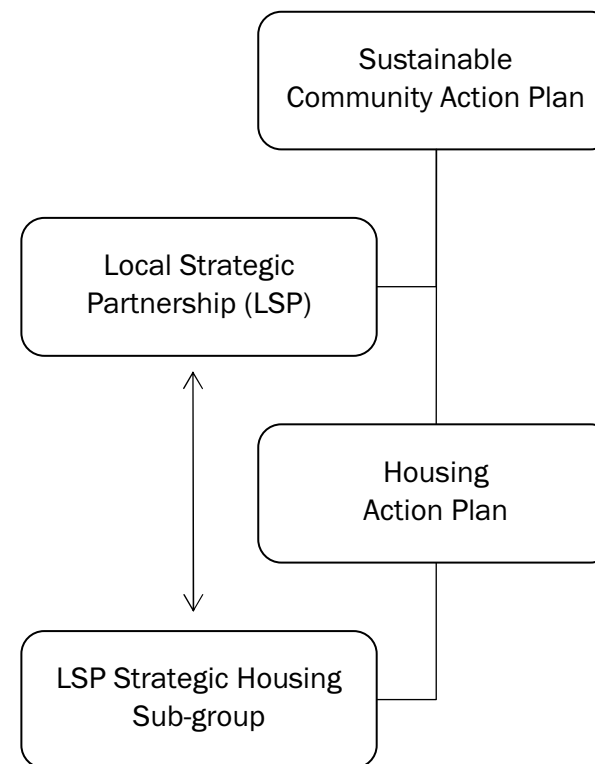 Sustainable
Community Action Plan
Local Strategic
Partnership (LSP)
Housing
Action Plan
LSP Strategic Housing
Sub-group